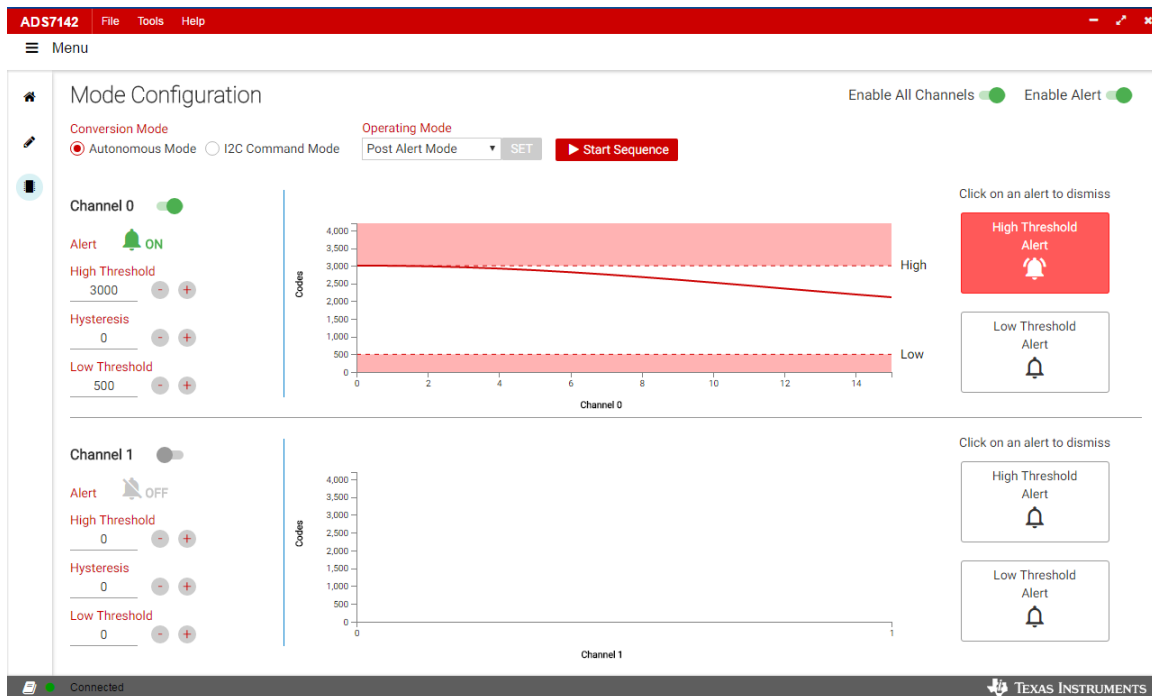 ADS7142 File Tools Help
Menu
Mode Configuration
Enable All Channels Enable Alert
Conversion Mode
Autonomous Mode I2C Command Mode
Operating Mode
Post Alert Mode SET Start Sequence
Channel 0
Alert ON
High Threshold
3000 - +
Hysteresis
0 - +
Low Threshold
500 - +
Codes
4,000
3,500
3,000
2,500
2,000
1,500
1,000
500
0
0 2 4 6 8 10 12 14
Channel 0
High
Low
Click on an alert to dismiss
High Threshold
Alert
Low Threshold
Alert
Channel 1
Alert OFF
High Threshold
0 - +
Hysteresis
0 - +
Low Threshold
0 - +
Codes
4,000
3,500
3,000
2,500
2,000
1,500
1,000
500
0
0 1
Channel 1
Click on an alert to dismiss
High Threshold
Alert
Low Threshold
Alert
Connected
TEXAS INSTRUMENTS